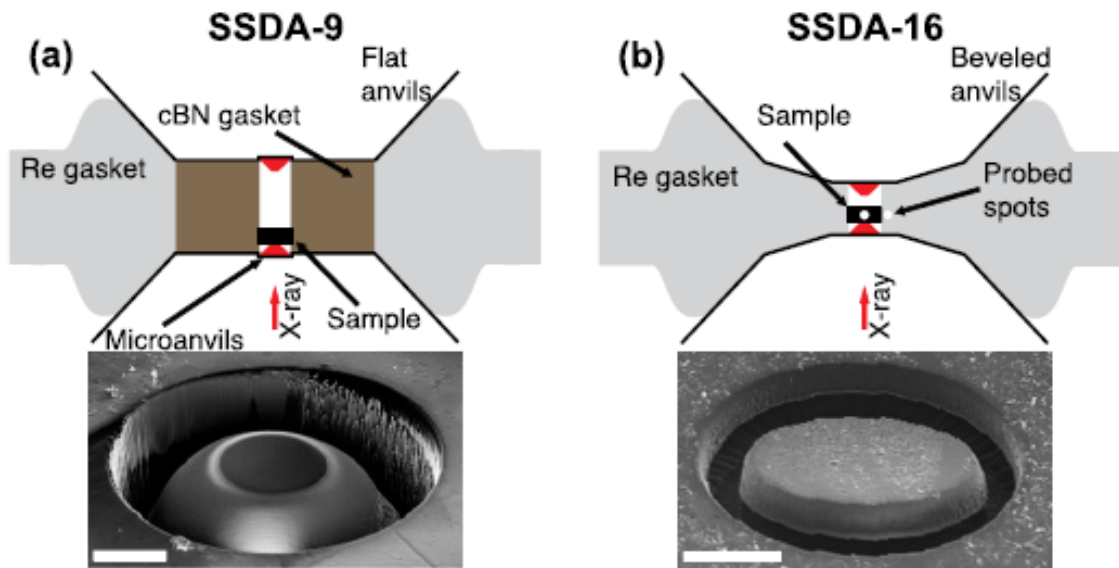 SSDA-9
(a)
Flat
anvils
cBN gasket
Re gasket
X-ray
Sample
Microanvils
SSDA-16
(b)
Beveled
anvils
Sample
Re gasket
Probed
spots
X-ray